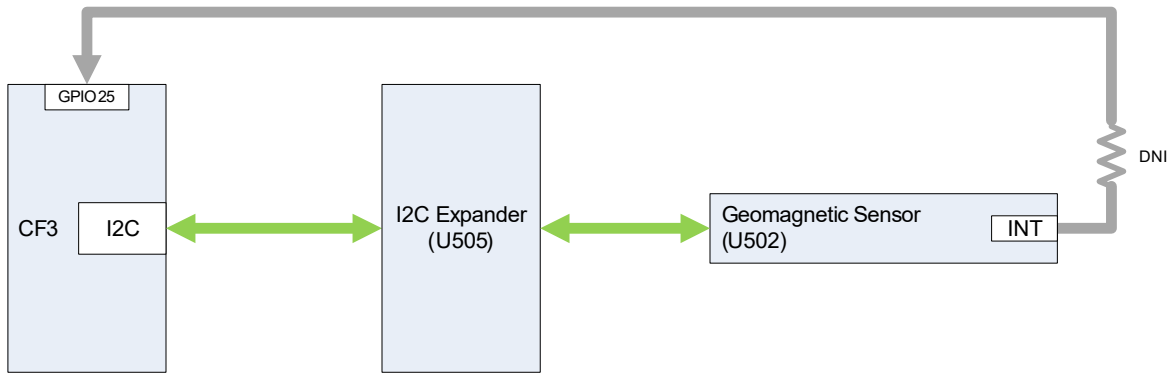 GPIO25
CF3
I2C
I2C Expander
(U505)
Geomagnetic Sensor
(U502)
INT
DNI